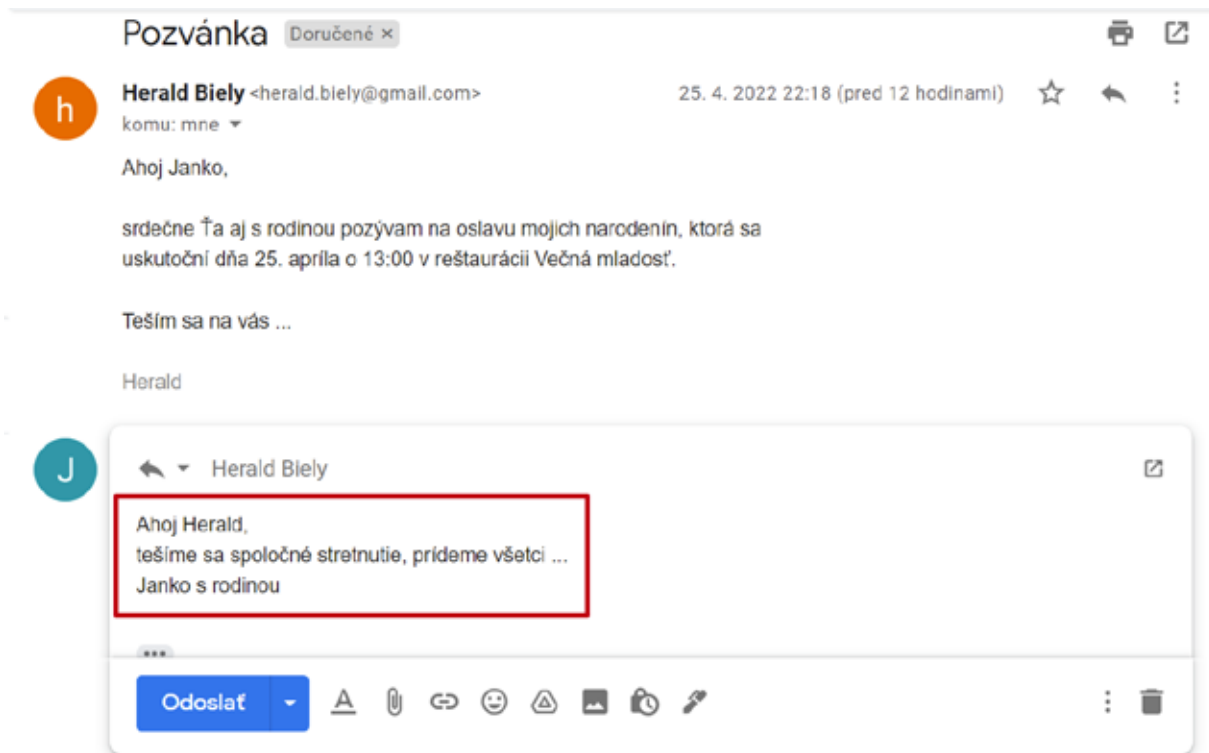 Pozvánka Doručené ×
h
Herald Biely <herald.biely@gmail.com> 25. 4. 2022 22:18 (pred 12 hodinami)
komu: mne
Ahoj Janko,
srdečne Ťa aj s rodinou pozývam na oslavu mojich narodenín, ktorá sa
uskutoční dňa 25. apríla o 13:00 v reštaurácii Večná mladosť.
Teším sa na vás ...
Herald
J
Herald Biely
Ahoj Herald,
tešíme sa spoločné stretnutie, prídeme všetci ...
Janko s rodinou
Odoslať A